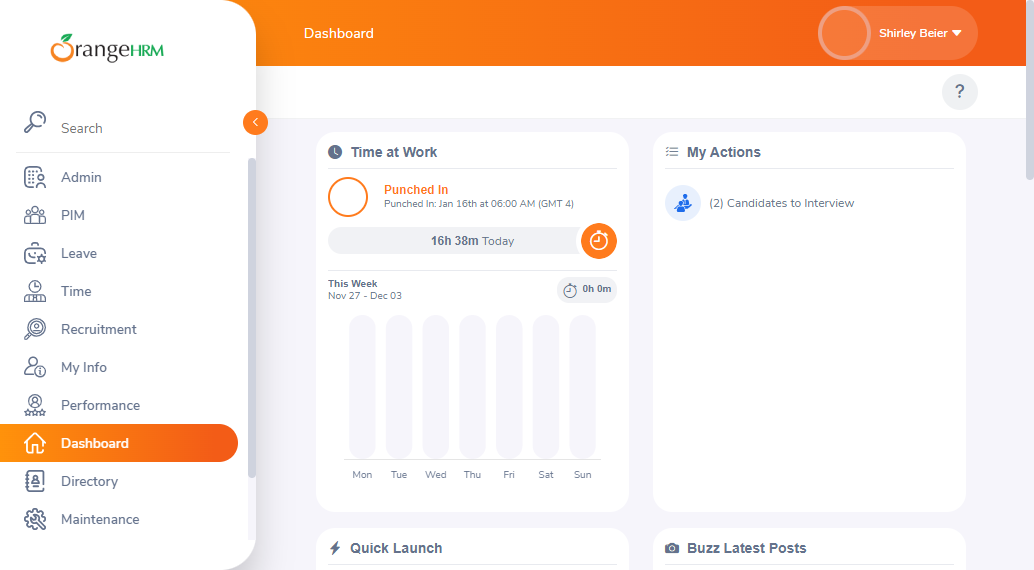 OrangeHRM
Dashboard
Shirley Beier
?
Search
Admin
PIM
Leave
Time
Recruitment
My Info
Performance
Dashboard
Directory
Maintenance
Time at Work
Punched In
Punched In: Jan 16th at 06:00 AM (GMT 4)
16h 38m Today
This Week
Nov 27 - Dec 03
0h 0m
Mon Tue Wed Thu Fri Sat Sun
My Actions
(2) Candidates to Interview
Quick Launch
Buzz Latest Posts